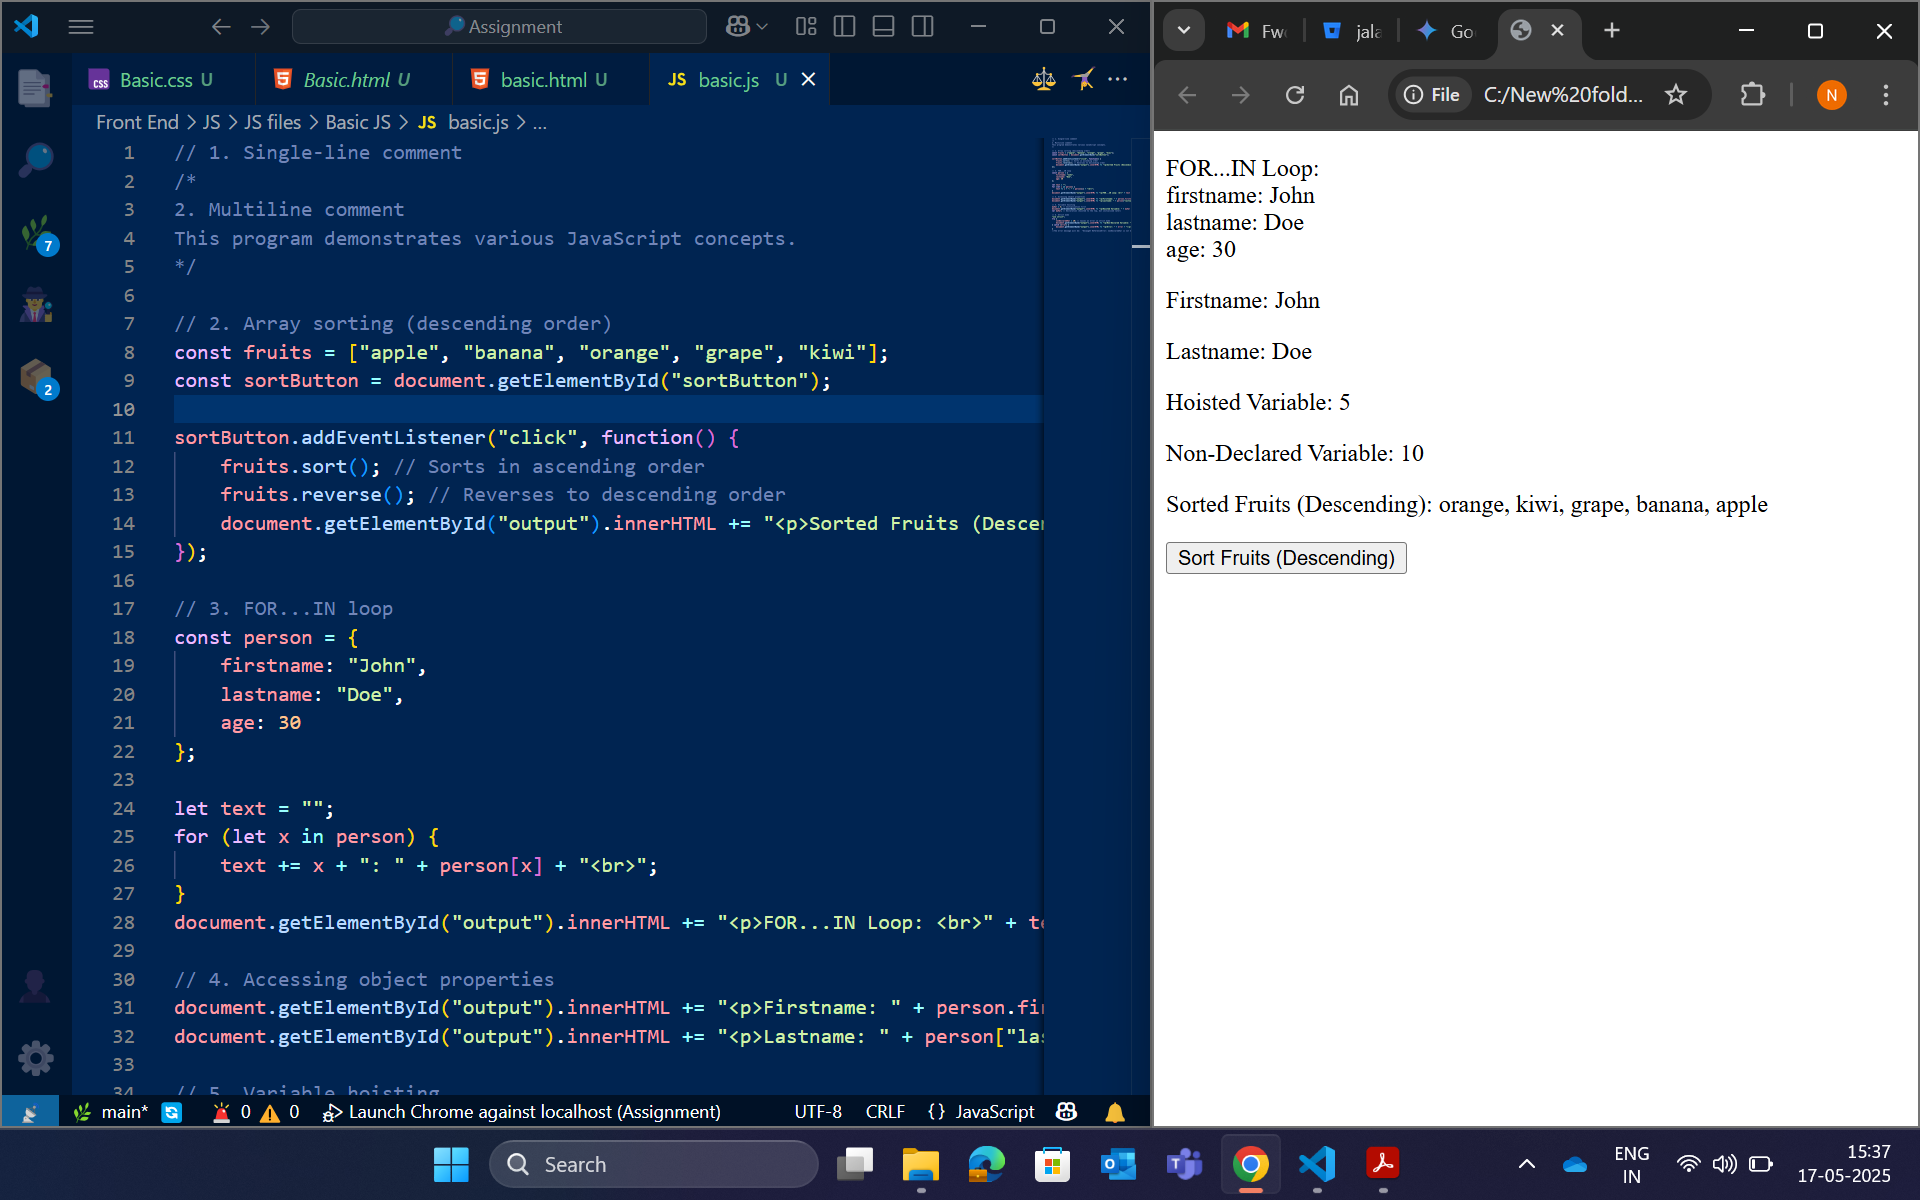 Assignment
Basic.css U
Basic.html U
basic.html U
JS basic.js U
Front End > JS > JS files > Basic JS > JS basic.js > ...
1 // 1. Single-line comment
2 /*
3 2. Multiline comment
4 This program demonstrates various JavaScript concepts.
5 */
6
7 // 2. Array sorting (descending order)
8 const fruits = ["apple", "banana", "orange", "grape", "kiwi"];
9 const sortButton = document.getElementById("sortButton");
10
11 sortButton.addEventListener("click", function() {
12 fruits.sort(); // Sorts in ascending order
13 fruits.reverse(); // Reverses to descending order
14 document.getElementById("output").innerHTML += "<p>Sorted Fruits (Descen
15 });
16
17 // 3. FOR...IN loop
18 const person = {
19 firstname: "John",
20 lastname: "Doe",
21 age: 30
22 };
23
24 let text = "";
25 for (let x in person) {
26 text += x + ": " + person[x] + "<br>";
27 }
28 document.getElementById("output").innerHTML += "<p>FOR...IN Loop: <br>" + te
29
30 // 4. Accessing object properties
31 document.getElementById("output").innerHTML += "<p>Firstname: " + person.fir
32 document.getElementById("output").innerHTML += "<p>Lastname: " + person["las
33
34 // 5. Variable hoisting
7
2
main* 0 0 Launch Chrome against localhost (Assignment) UTF-8 CRLF {} JavaScript
Fw
jala
Go
File C:/New%20fold... N
FOR...IN Loop:
firstname: John
lastname: Doe
age: 30
Firstname: John
Lastname: Doe
Hoisted Variable: 5
Non-Declared Variable: 10
Sorted Fruits (Descending): orange, kiwi, grape, banana, apple
Sort Fruits (Descending)
Search
ENG
IN
15:37
17-05-2025